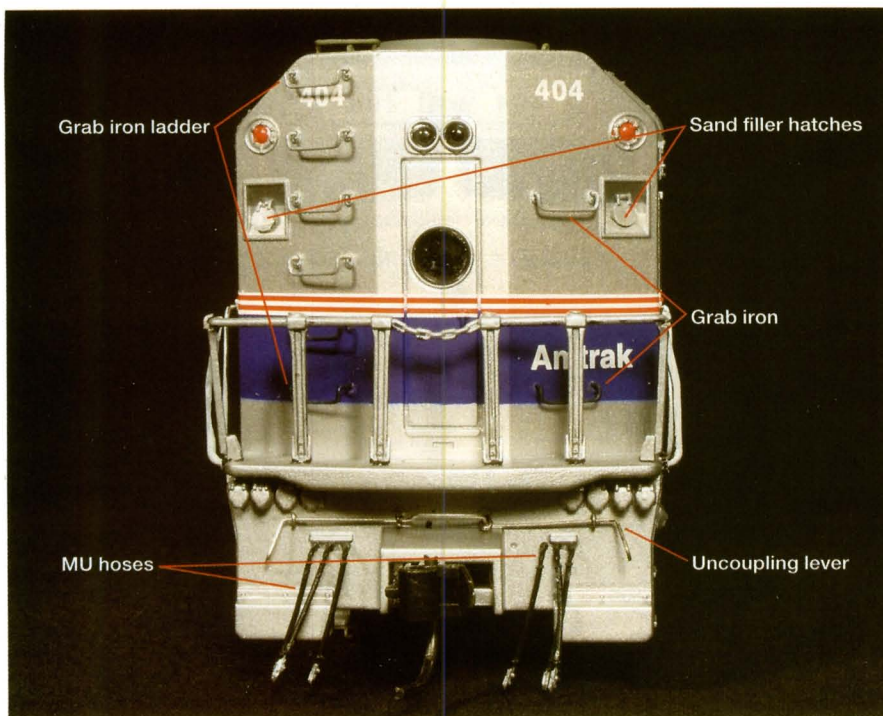 404
404
Grab iron ladder
Sand filler hatches
Grab iron
Amtrak
MU hoses
Uncoupling lever